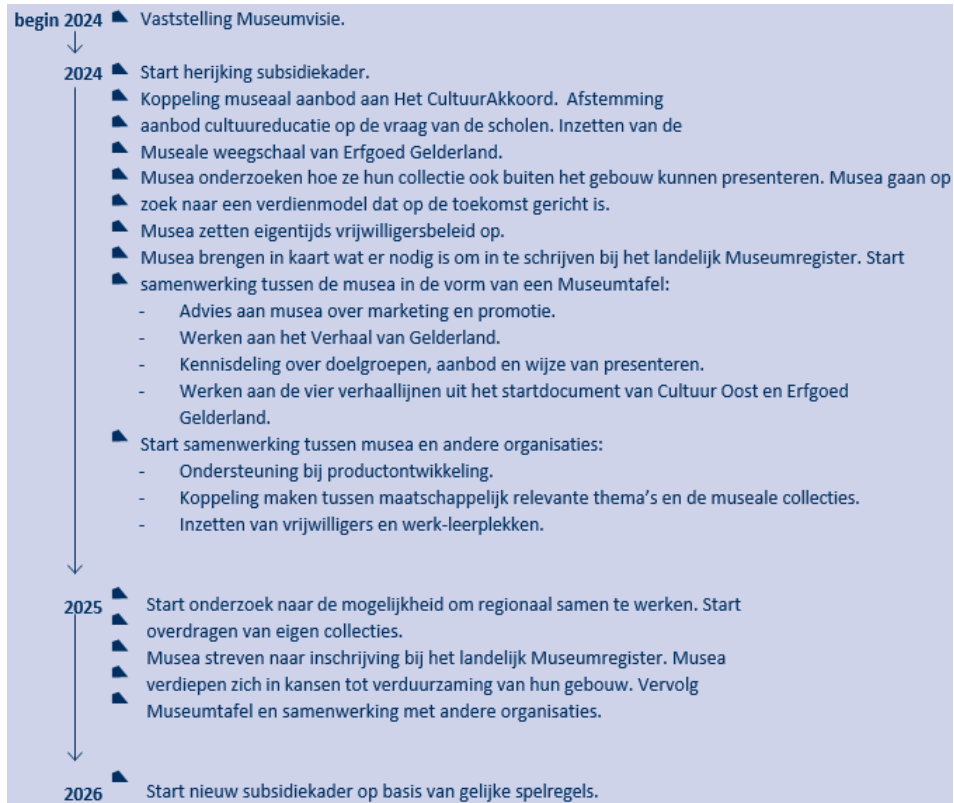 begin 2024 Vaststelling Museumvisie.
2024 Start herijking subsidiekader.
Koppeling museaal aanbod aan Het CultuurAkkoord. Afstemming
aanbod cultuureducatie op de vraag van de scholen. Inzetten van de
Museale weegschaal van Erfgoed Gelderland.
Musea onderzoeken hoe ze hun collectie ook buiten het gebouw kunnen presenteren. Musea gaan op
zoek naar een verdienmodel dat op de toekomst gericht is.
Musea zetten eigentijds vrijwilligersbeleid op.
Musea brengen in kaart wat er nodig is om in te schrijven bij het landelijk Museumregister. Start
samenwerking tussen de musea in de vorm van een Museumtafel:
- Advies aan musea over marketing en promotie.
- Werken aan het Verhaal van Gelderland.
- Kennisdeling over doelgroepen, aanbod en wijze van presenteren.
- Werken aan de vier verhaallijnen uit het startdocument van Cultuur Oost en Erfgoed
Gelderland.
Start samenwerking tussen musea en andere organisaties:
- Ondersteuning bij productontwikkeling.
- Koppeling maken tussen maatschappelijk relevante thema's en de museale collecties.
- Inzetten van vrijwilligers en werk-leerplekken.
2025 Start onderzoek naar de mogelijkheid om regionaal samen te werken. Start
overdragen van eigen collecties.
Musea streven naar inschrijving bij het landelijk Museumregister. Musea
verdiepen zich in kansen tot verduurzaming van hun gebouw. Vervolg
Museumtafel en samenwerking met andere organisaties.
2026 Start nieuw subsidiekader op basis van gelijke spelregels.